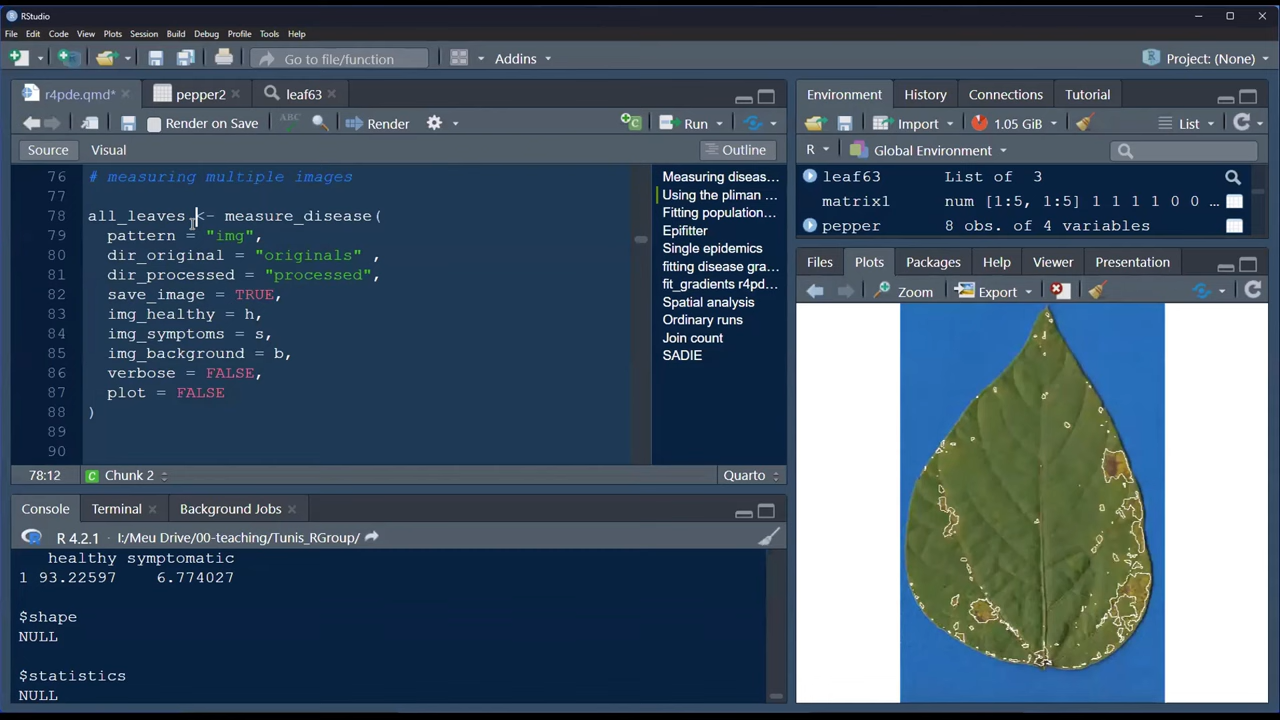 RStudio
File Edit Code View Plots Session Build Debug Profile Tools Help
Go to file/function Addins Project: (None)
r4pde.qmd* pepper2 leaf63
Render on Save ABC Render Run
Source Visual Outline
76 # measuring multiple images
77
78 all_leaves <- measure_disease(
79 pattern = "img",
80 dir_original = "originals" ,
81 dir_processed = "processed",
82 save_image = TRUE,
83 img_healthy = h,
84 img_symptoms = s,
85 img_background = b,
86 verbose = FALSE,
87 plot = FALSE
88 )
89
90
Measuring diseas...
Using the pliman ...
Fitting population...
Epifitter
Single epidemics
fitting disease gra...
fit_gradients r4pd...
Spatial analysis
Ordinary runs
Join count
SADIE
78:12 C Chunk 2 Quarto
Console Terminal Background Jobs
R 4.2.1 · I:/Meu Drive/00-teaching/Tunis_RGroup/
healthy symptomatic
1 93.22597 6.774027
$shape
NULL
$statistics
NULL
Environment History Connections Tutorial
Import 1.05 GiB List
R Global Environment
leaf63 List of 3
matrix1 num [1:5, 1:5] 1 1 1 1 0 0 ...
pepper 8 obs. of 4 variables
Files Plots Packages Help Viewer Presentation
Zoom Export